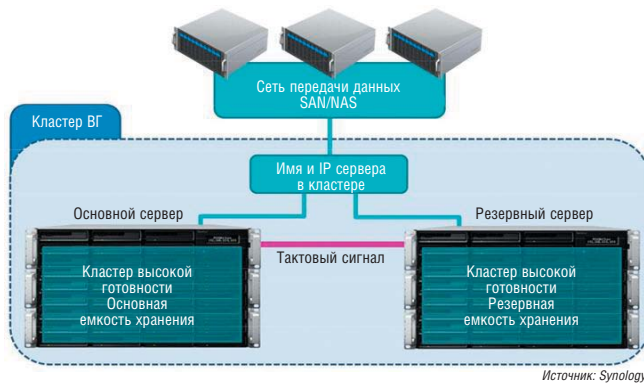 Сеть передачи данных
SAN/NAS
Кластер ВГ
Имя и IP сервера
в кластере
Основной сервер
Резервный сервер
Тактовый сигнал
Кластер высокой
готовности
Основная
емкость хранения
Кластер высокой
готовности
Резервная
емкость хранения
Источник: Synology